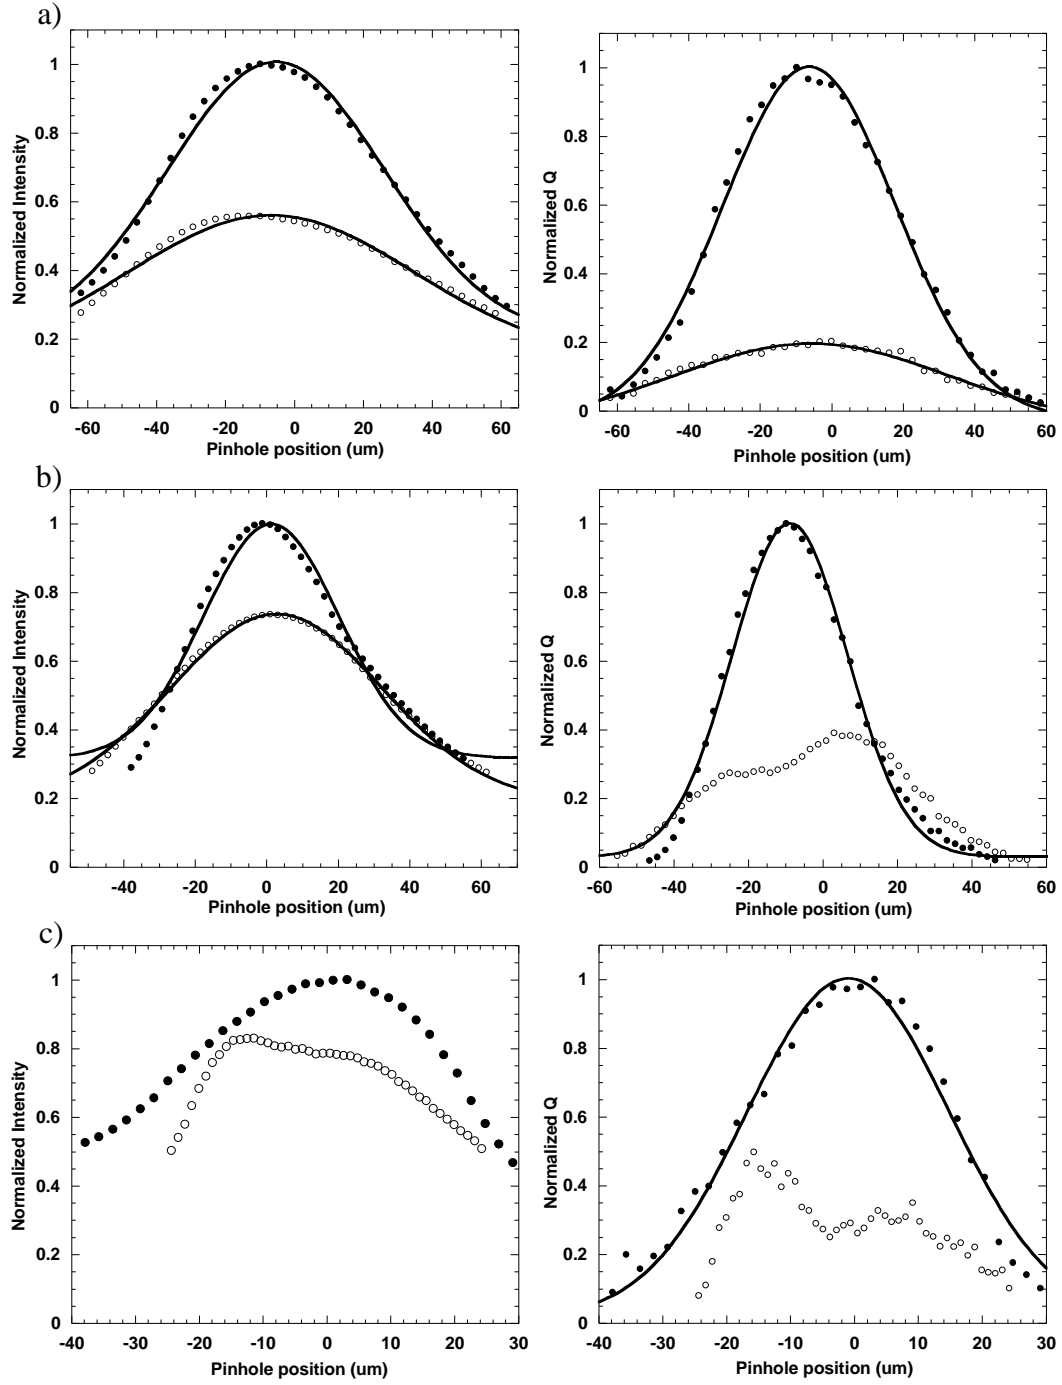 a)
Normalized Intensity
1
0.8
0.6
0.4
0.2
0
-60 -40 -20 0 20 40 60
Pinhole position (um)
Normalized Q
1
0.8
0.6
0.4
0.2
0
-60 -40 -20 0 20 40 60
Pinhole position (um)
b)
Normalized Intensity
1
0.8
0.6
0.4
0.2
0
-40 -20 0 20 40 60
Pinhole position (um)
Normalized Q
1
0.8
0.6
0.4
0.2
0
-60 -40 -20 0 20 40 60
Pinhole position (um)
c)
Normalized Intensity
1
0.8
0.6
0.4
0.2
0
-40 -30 -20 -10 0 10 20 30
Pinhole position (um)
Normalized Q
1
0.8
0.6
0.4
0.2
0
-40 -30 -20 -10 0 10 20 30
Pinhole position (um)